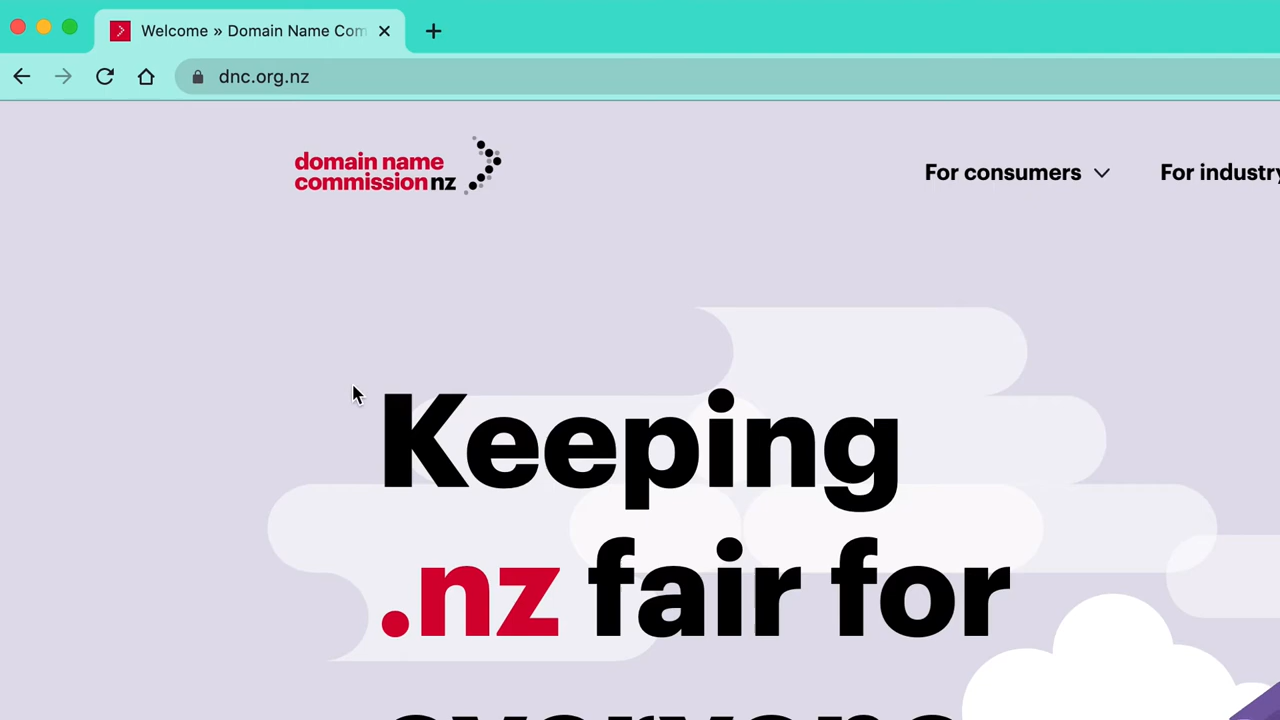 Welcome » Domain Name Com
dnc.org.nz
domain name
commission nz
For consumers
For industry
Keeping
.nz fair for
everyone